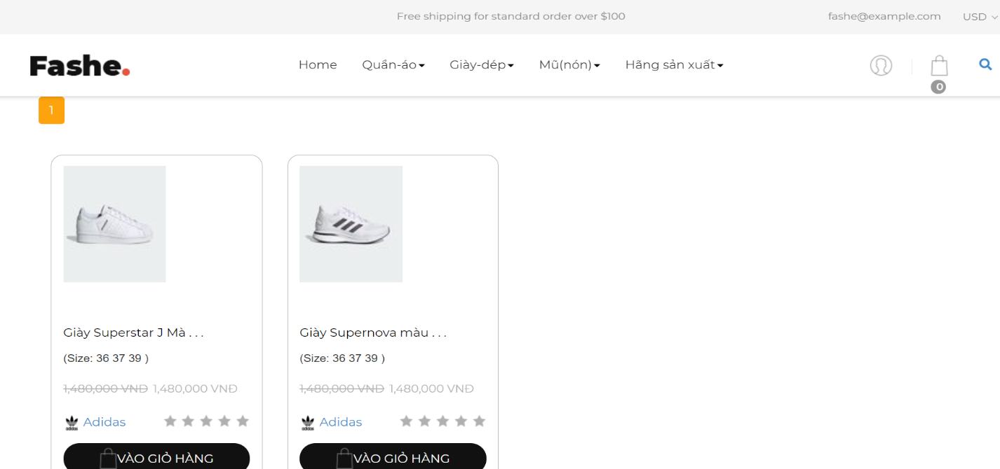 Free shipping for standard order over $100
fashe@example.com
USD
Fashe.
Home
Quần-áo
Giày-dép
Mũ(nón)
Hãng sản xuất
0
1
Giày Superstar J Mà . . .
(Size: 36 37 39 )
1,480,000 VNĐ 1,480,000 VNĐ
adidas Adidas
VÀO GIỎ HÀNG
Giày Supernova màu . . .
(Size: 36 37 39 )
1,480,000 VNĐ 1,480,000 VNĐ
adidas Adidas
VÀO GIỎ HÀNG